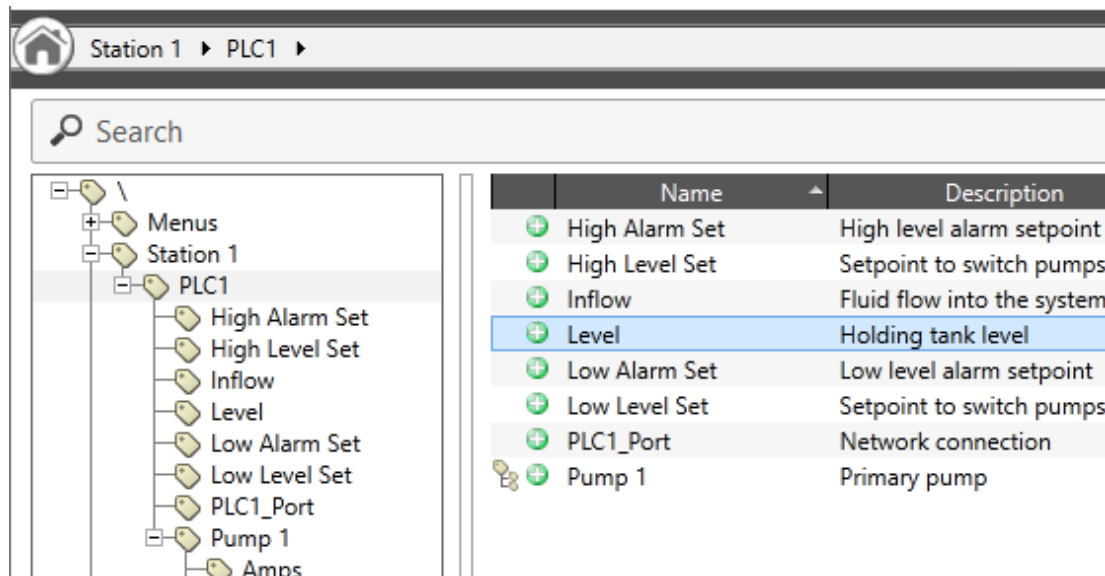 Station 1 PLC1
Search
\
Menus
Station 1
PLC1
High Alarm Set
High Level Set
Inflow
Level
Low Alarm Set
Low Level Set
PLC1_Port
Pump 1
Amps
Name Description
High Alarm Set High level alarm setpoint
High Level Set Setpoint to switch pumps
Inflow Fluid flow into the system
Level Holding tank level
Low Alarm Set Low level alarm setpoint
Low Level Set Setpoint to switch pumps
PLC1_Port Network connection
Pump 1 Primary pump